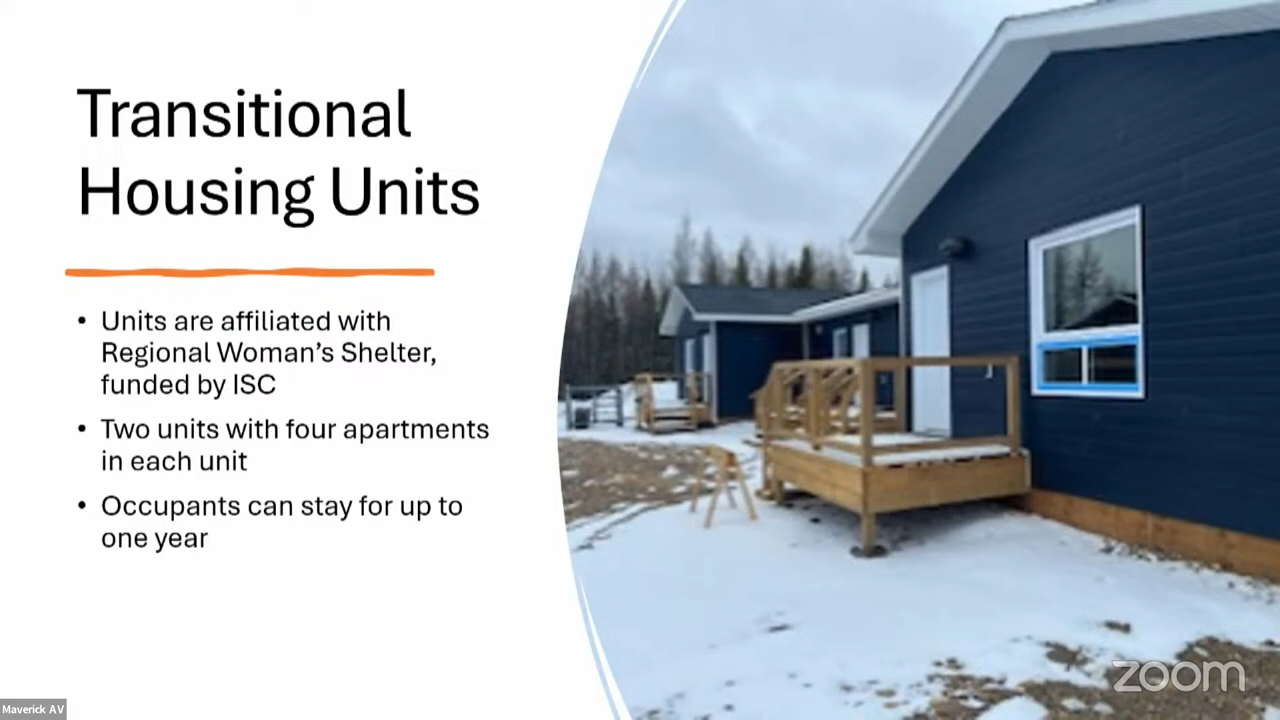 Transitional
Housing Units
• Units are affiliated with
Regional Woman’s Shelter,
funded by ISC
• Two units with four apartments
in each unit
• Occupants can stay for up to
one year
zoom
Maverick AV